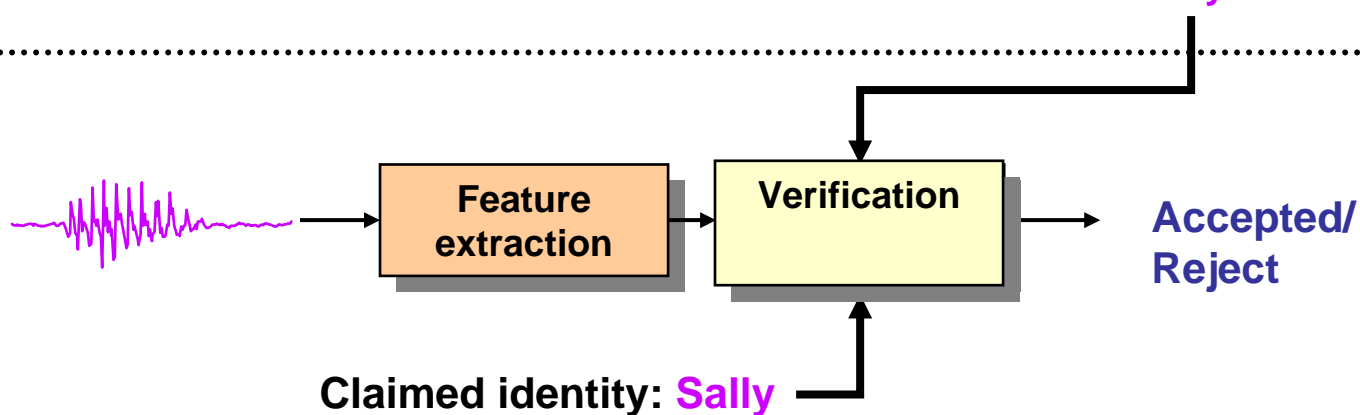 Feature
extraction
Verification
Accepted/
Reject
Claimed identity: Sally